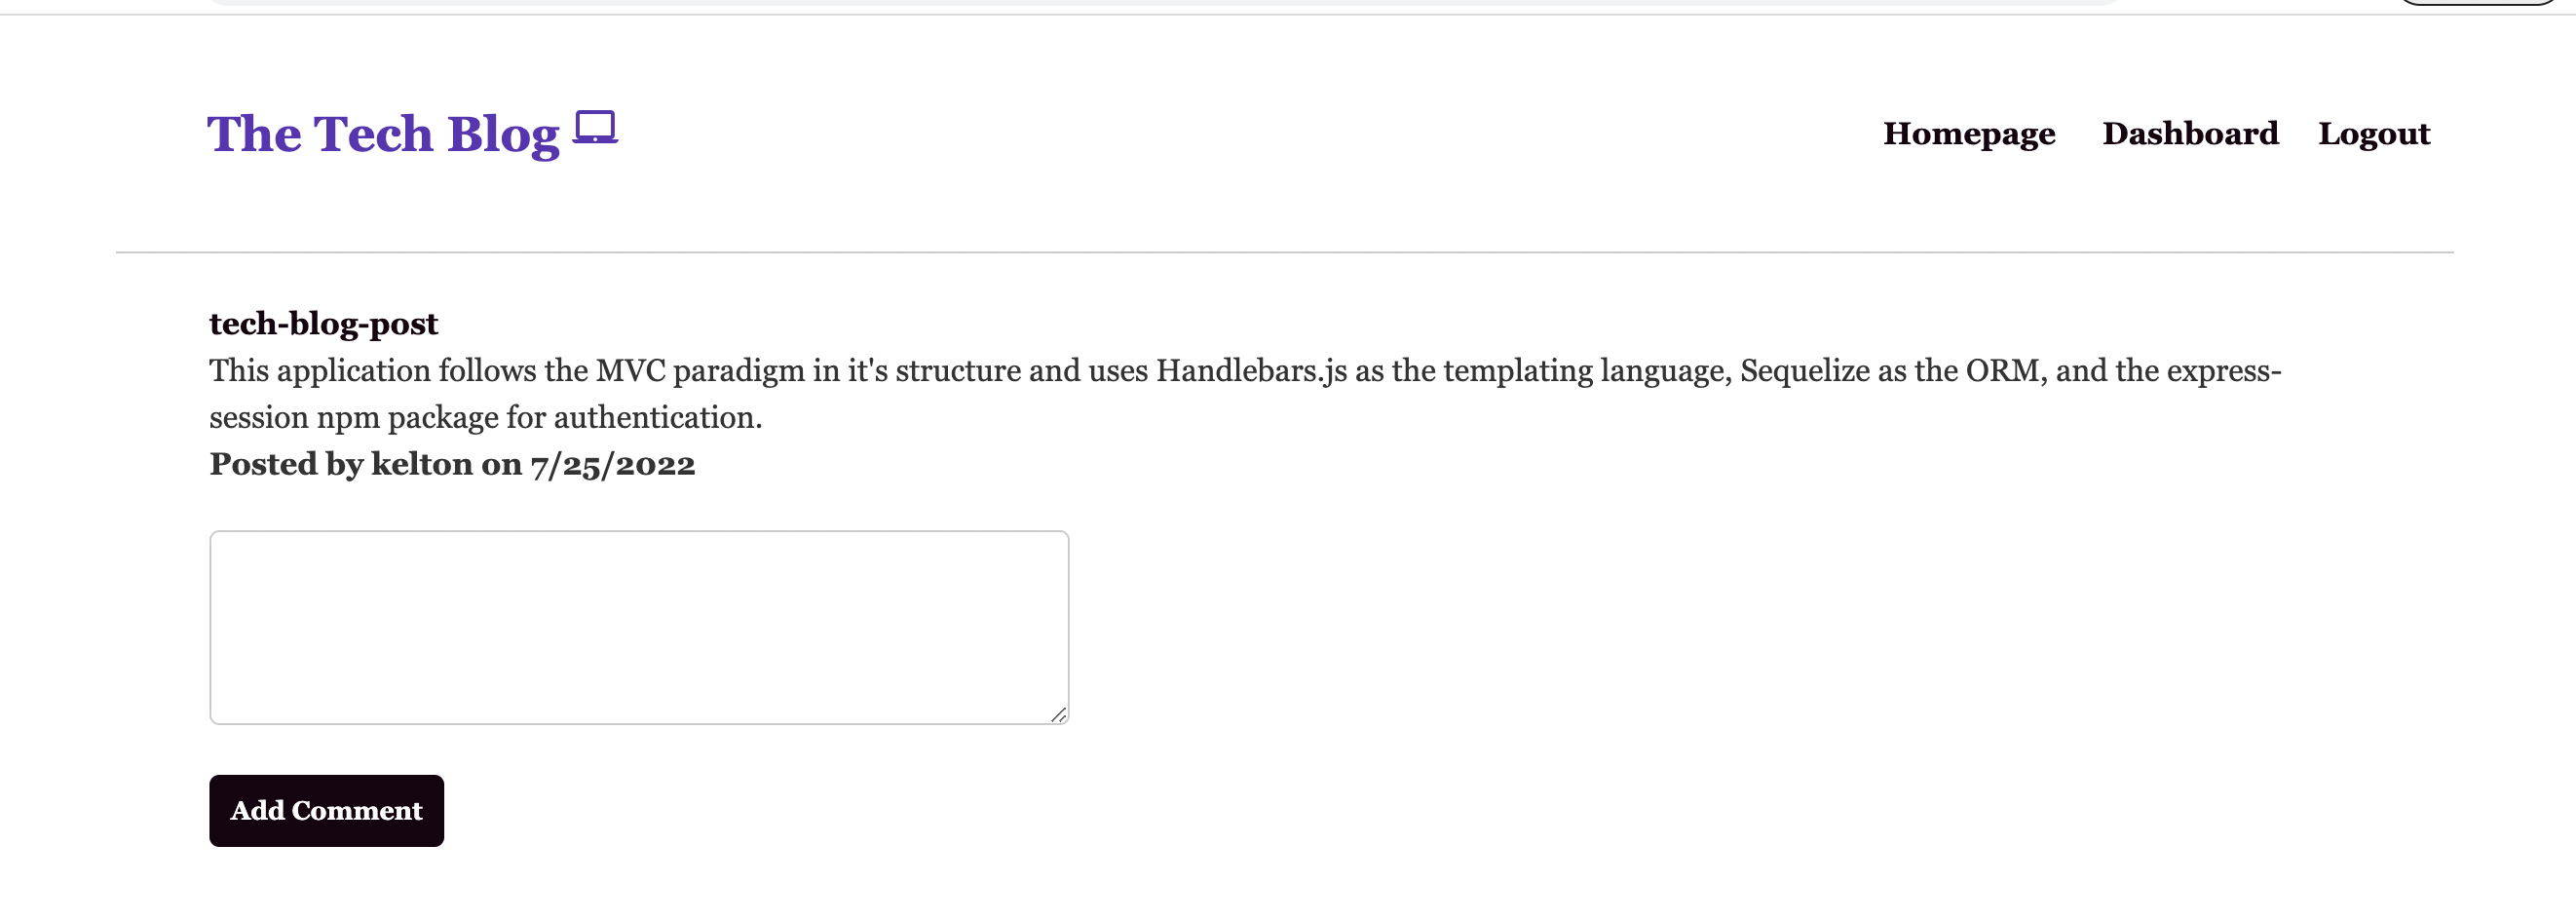 The Tech Blog
Homepage Dashboard Logout
tech-blog-post
This application follows the MVC paradigm in it's structure and uses Handlebars.js as the templating language, Sequelize as the ORM, and the express-
session npm package for authentication.
Posted by kelton on 7/25/2022
Add Comment